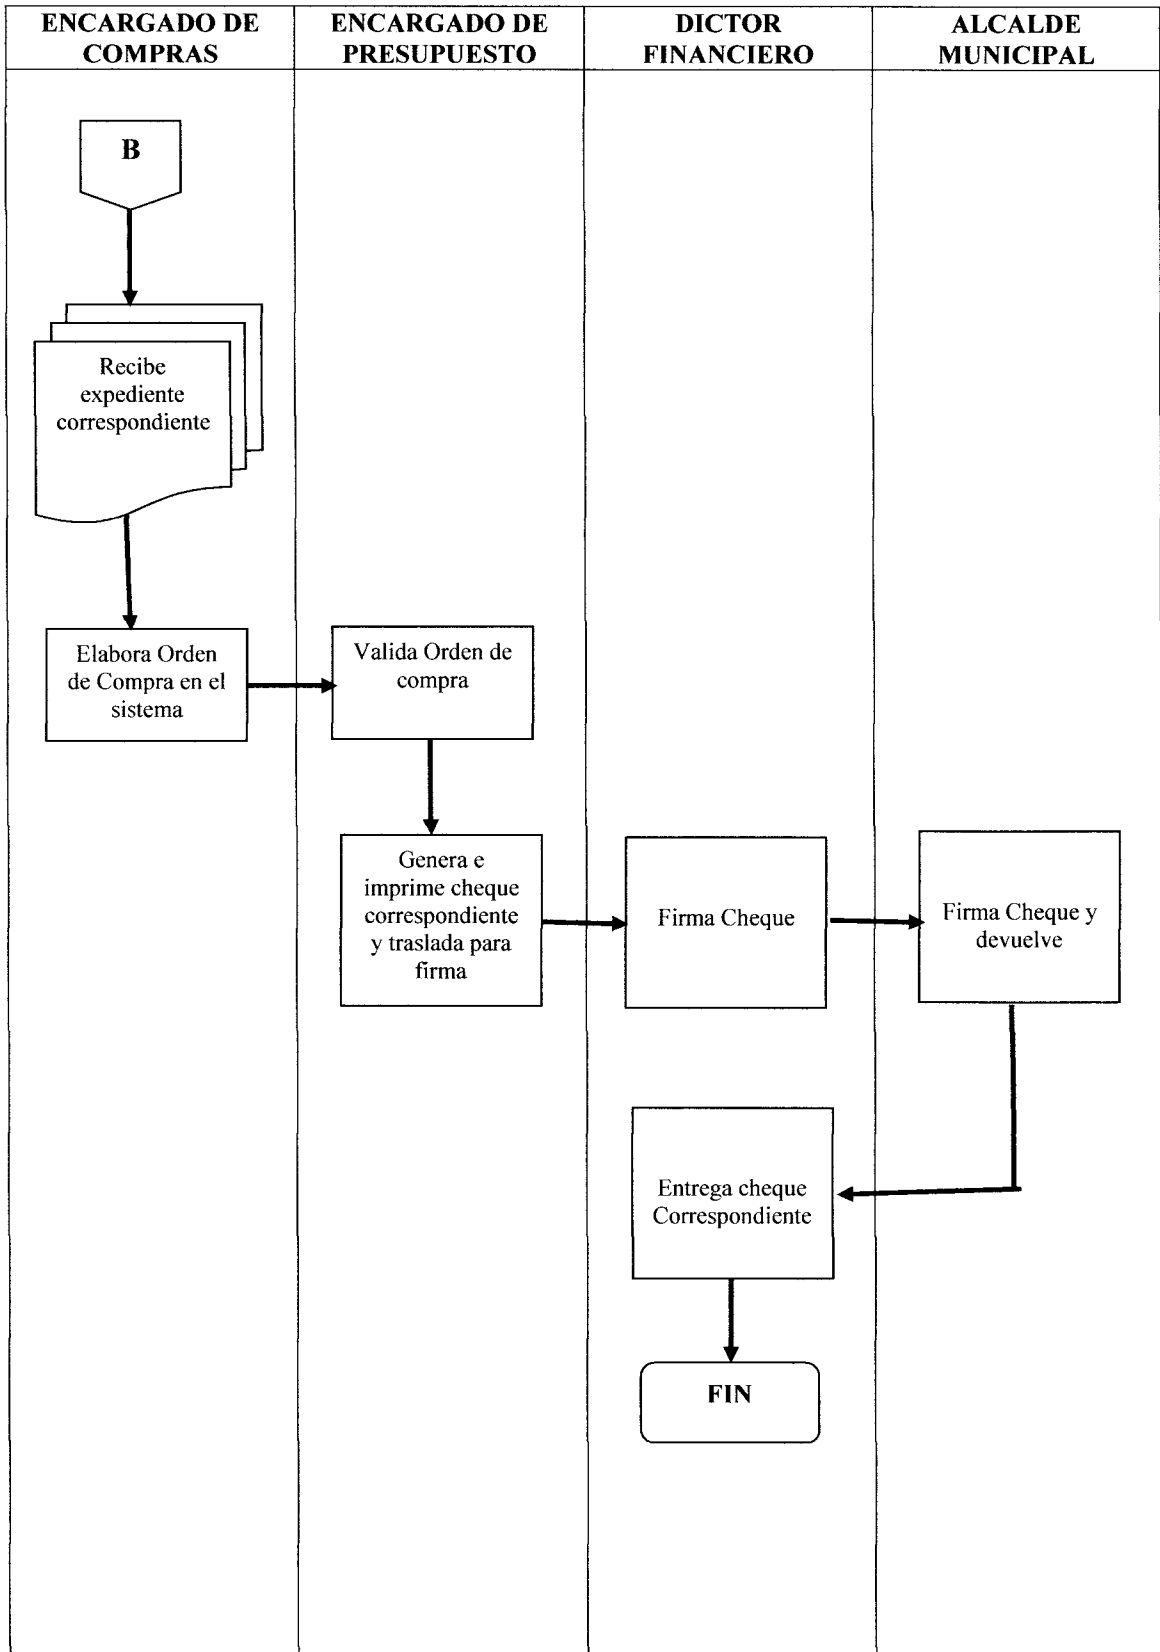 ENCARGADO DE
COMPRAS
ENCARGADO DE
PRESUPUESTO
DICTOR
FINANCIERO
ALCALDE
MUNICIPAL
B
Recibe
expediente
correspondiente
Elabora Orden
de Compra en el
sistema
Valida Orden de
compra
Genera e
imprime cheque
correspondiente
y traslada para
firma
Firma Cheque
Firma Cheque y
devuelve
Entrega cheque
Correspondiente
FIN